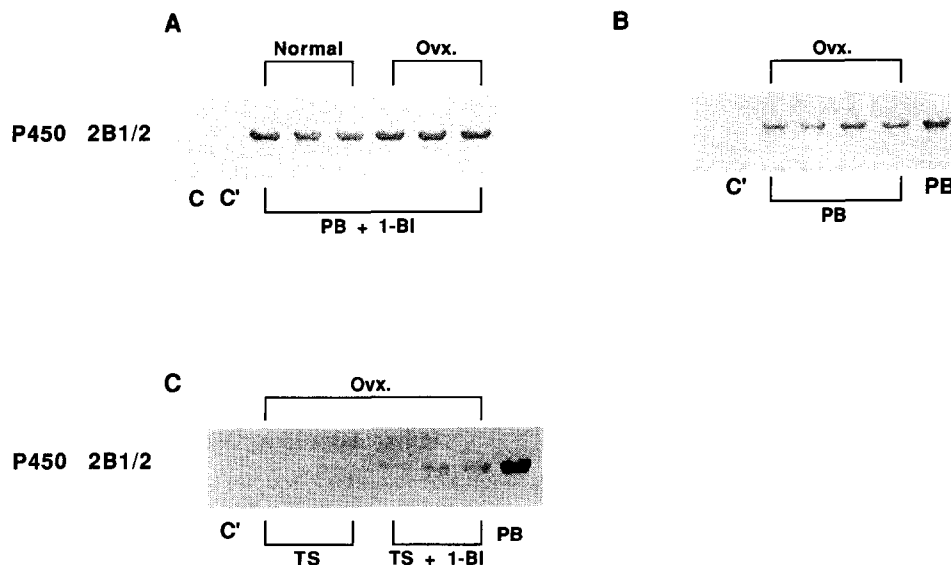 A
Normal Ovx.
P450 2B1/2
C C'
PB + 1-BI
B
Ovx.
C' PB
PB
C
Ovx.
P450 2B1/2
C' PB
TS TS + 1-BI